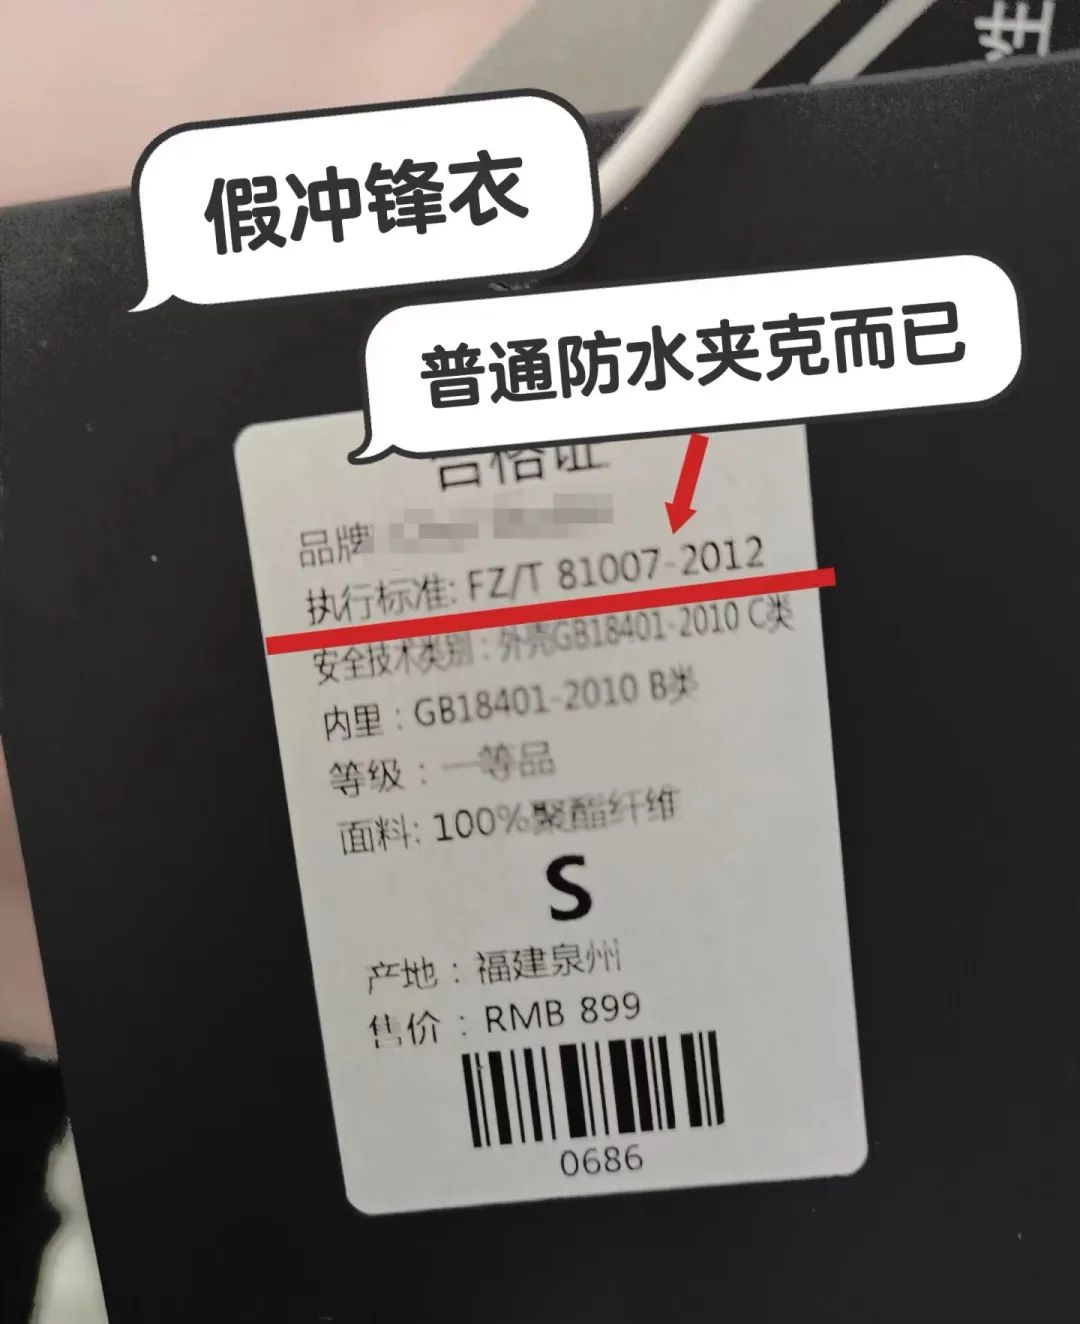 性
假冲锋衣
普通防水夹克而已
合格证
品牌
执行标准: FZ/T 81007-2012
安全技术类别：外壳GB18401-2010 C类
内里：GB18401-2010 B类
等级：一等品
面料: 100%聚酯纤维
S
产地：福建泉州
售价：RMB 899
0686